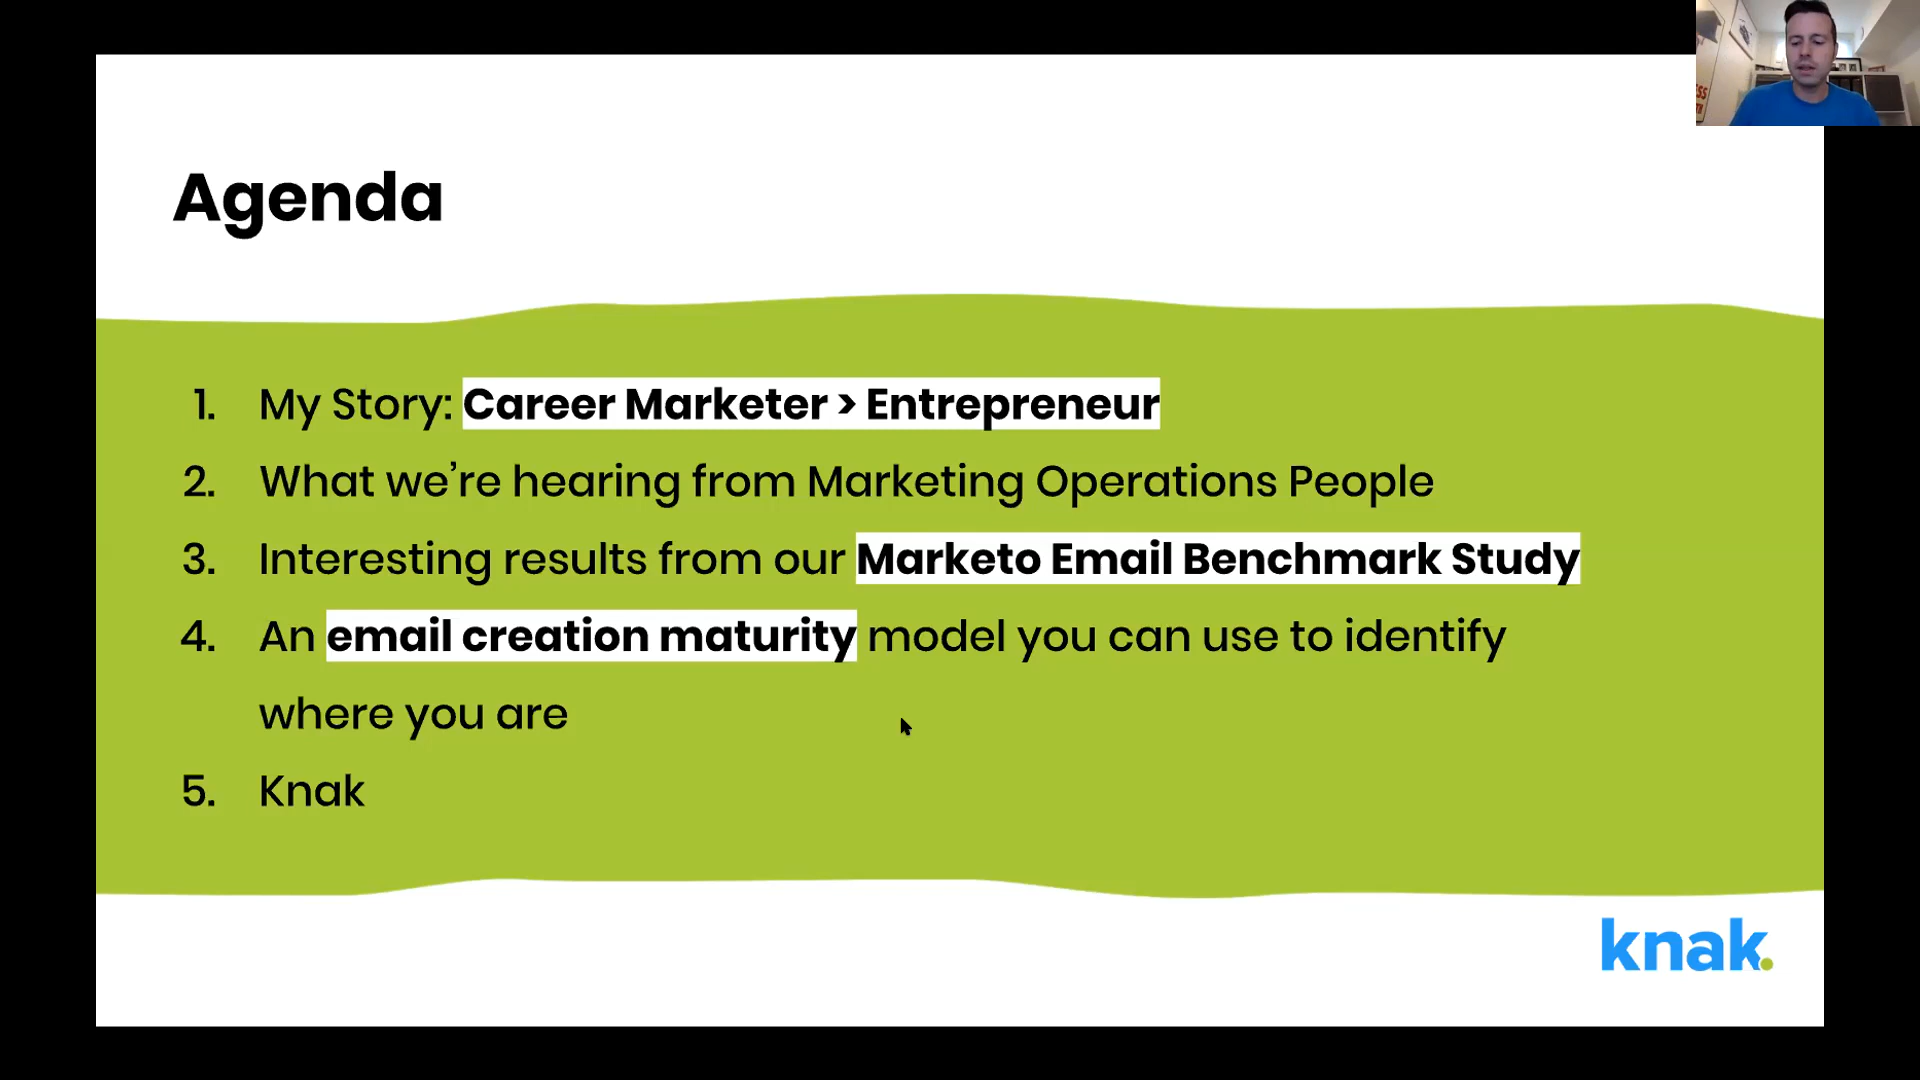 Agenda
1. My Story: Career Marketer > Entrepreneur
2. What we’re hearing from Marketing Operations People
3. Interesting results from our Marketo Email Benchmark Study
4. An email creation maturity model you can use to identify
where you are
5. Knak
knak.